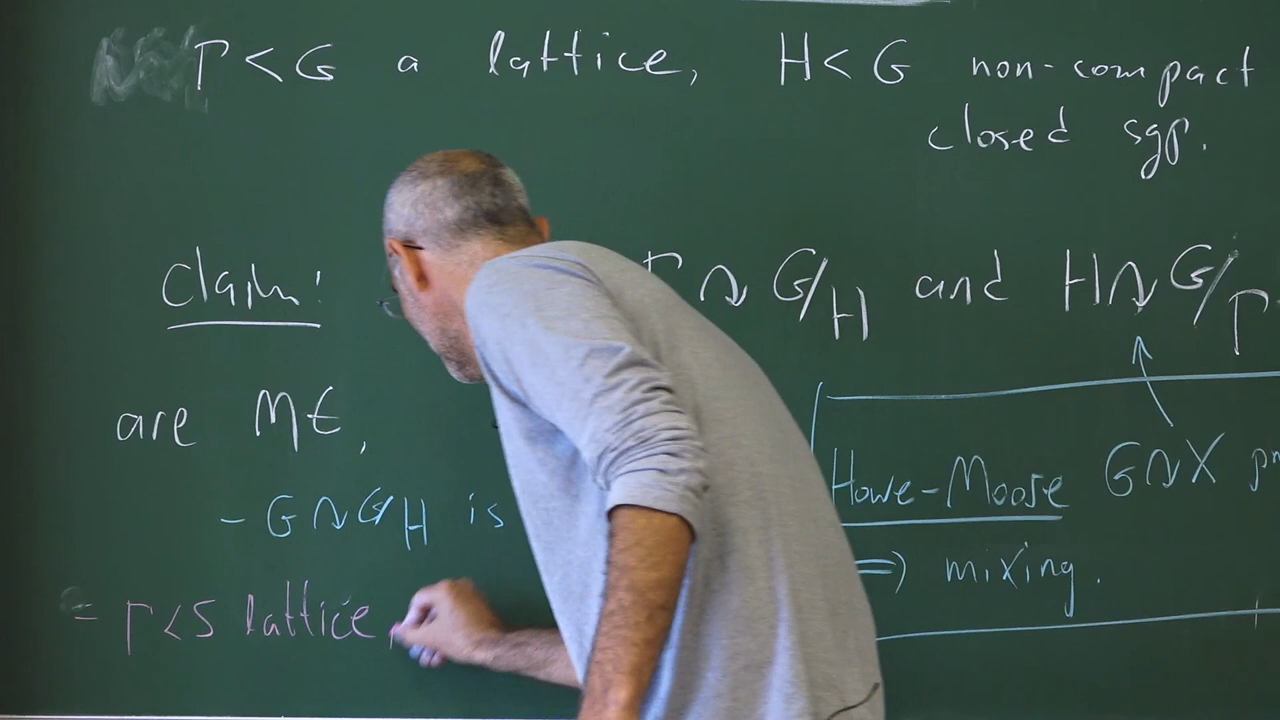 Γ < G a lattice, H < G non-compact
closed sgp.
Claim: Γ ↷ G/H and H ↷ G/Γ
are ME,
- G ↷ G/H is
Howe-Moore G ↷ X
⇒ mixing.
= Γ < S lattice,